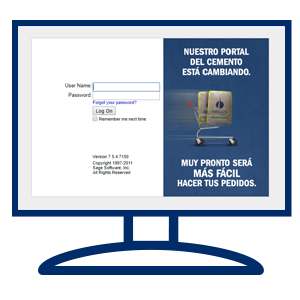 User Name:
Password:
Forgot your password?
Log On
Remember me next time
Version 7.5.4.7150
Copyright 1997-2011
Sage Software, Inc.
All Rights Reserved
NUESTRO PORTAL
DEL CEMENTO
ESTÁ CAMBIANDO.
MUY PRONTO SERÁ
MÁS FÁCIL
HACER TUS PEDIDOS.